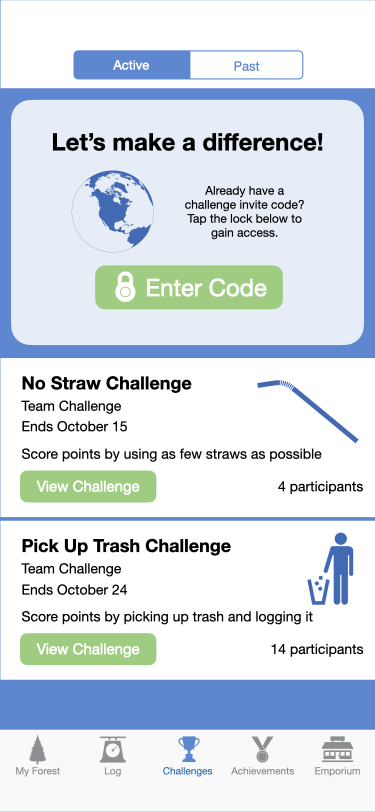 Active
Past
Let's make a difference!
Already have a
challenge invite code?
Tap the lock below to
gain access.
Enter Code
No Straw Challenge
Team Challenge
Ends October 15
Score points by using as few straws as possible
View Challenge
4 participants
Pick Up Trash Challenge
Team Challenge
Ends October 24
Score points by picking up trash and logging it
View Challenge
14 participants
My Forest
Log
Challenges
Achievements
Emporium